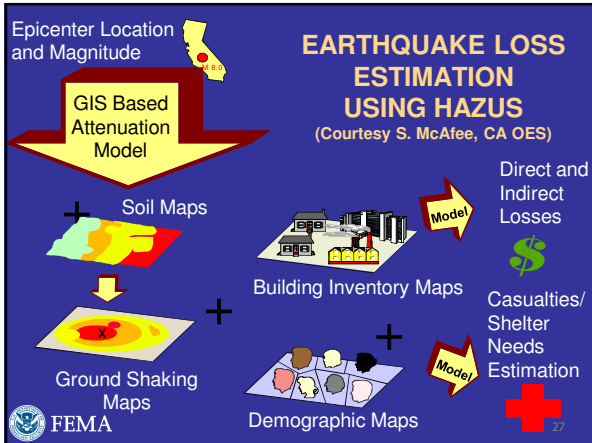 Epicenter Location
and Magnitude
M 8.0
EARTHQUAKE LOSS
ESTIMATION
USING HAZUS
(Courtesy S. McAfee, CA OES)
GIS Based
Attenuation
Model
Soil Maps
Ground Shaking
Maps
X
Building Inventory Maps
Model
Direct and
Indirect
Losses
$
Demographic Maps
Model
Casualties/
Shelter
Needs
Estimation
FEMA
27